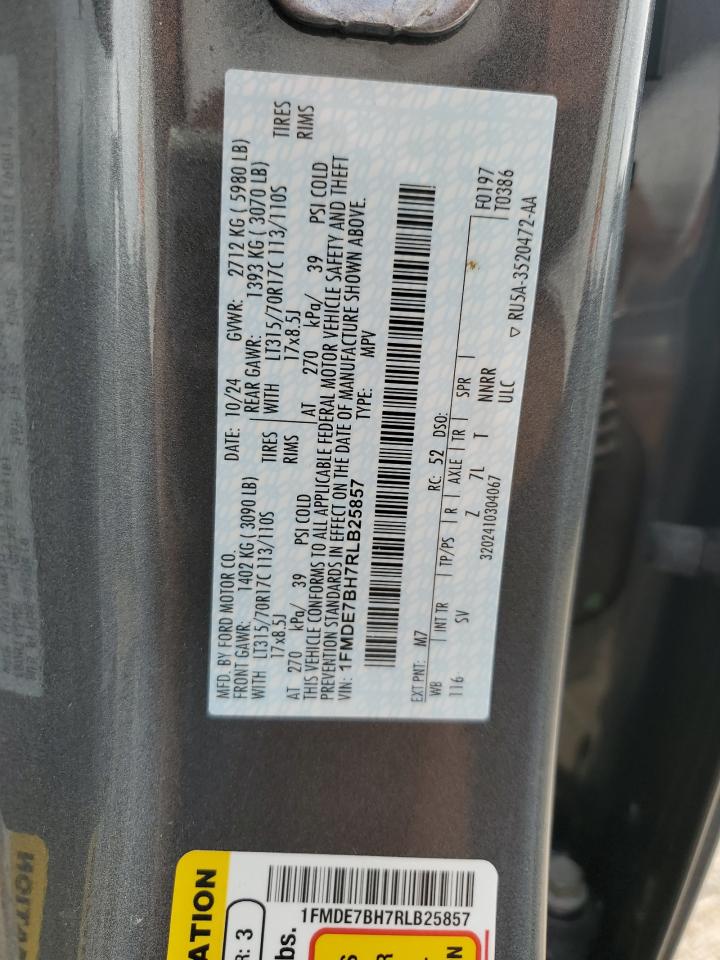 MFD. BY FORD MOTOR CO.
DATE: 10/24 GVWR: 2712 KG ( 5980 LB)
FRONT GAWR: 1402 KG ( 3090 LB)
REAR GAWR: 1393 KG ( 3070 LB)
WITH LT315/70R17C 113/110S TIRES
WITH LT315/70R17C 113/110S TIRES
17x8.5J RIMS
17x8.5J RIMS
AT 270 kPa/ 39 PSI COLD
AT 270 kPa/ 39 PSI COLD
THIS VEHICLE CONFORMS TO ALL APPLICABLE FEDERAL MOTOR VEHICLE SAFETY AND THEFT
PREVENTION STANDARDS IN EFFECT ON THE DATE OF MANUFACTURE SHOWN ABOVE.
VIN: 1FMDE7BH7RLB25857 TYPE: MPV
EXT PNT: M7 RC: 52 DSO: F0197
WB INT TR TP/PS R AXLE TR SPR T0386
116 SV Z 7L T NNRR
3202410304067 ULC
▽ RU5A-3520472-AA
1FMDE7BH7RLB25857
ATION
R: 3
bs.